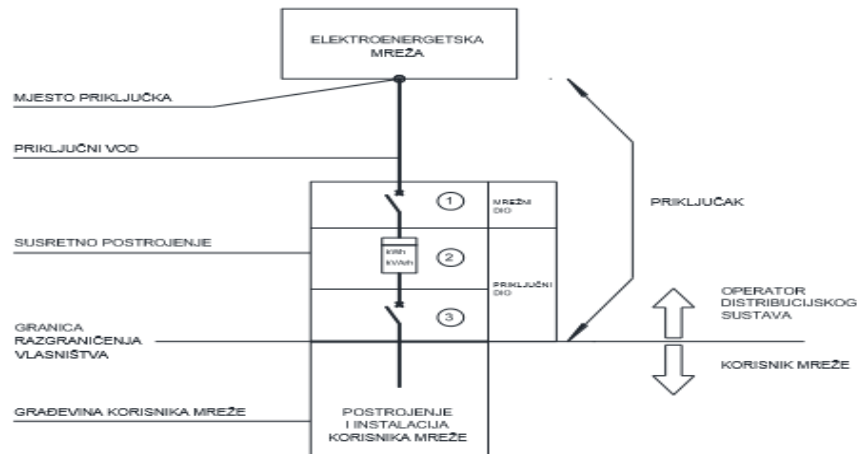 ELEKTROENERGETSKA
MREŽA
MJESTO PRIKLJUČKA
PRIKLJUČNI VOD
1
MREŽNI
DIO
PRIKLJUČAK
SUSRETNO POSTROJENJE
kWh
2
PRIKLJUČNI
DIO
3
OPERATOR
DISTRIBUCIJSKOG
SUSTAVA
GRANICA
RAZGRANIČENJA
VLASNIŠTVA
KORISNIK MREŽE
GRAĐEVINA KORISNIKA MREŽE
POSTROJENJE
I INSTALACIJA
KORISNIKA MREŽE